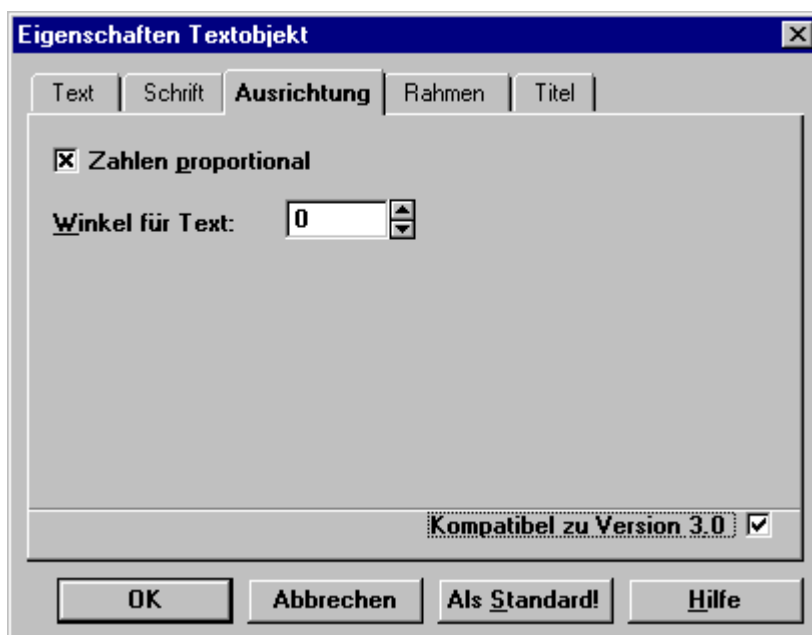 Eigenschaften Textobjekt
Text Schrift Ausrichtung Rahmen Titel
Zahlen proportional
Winkel für Text: 0
Kompatibel zu Version 3.0
OK Abbrechen Als Standard! Hilfe